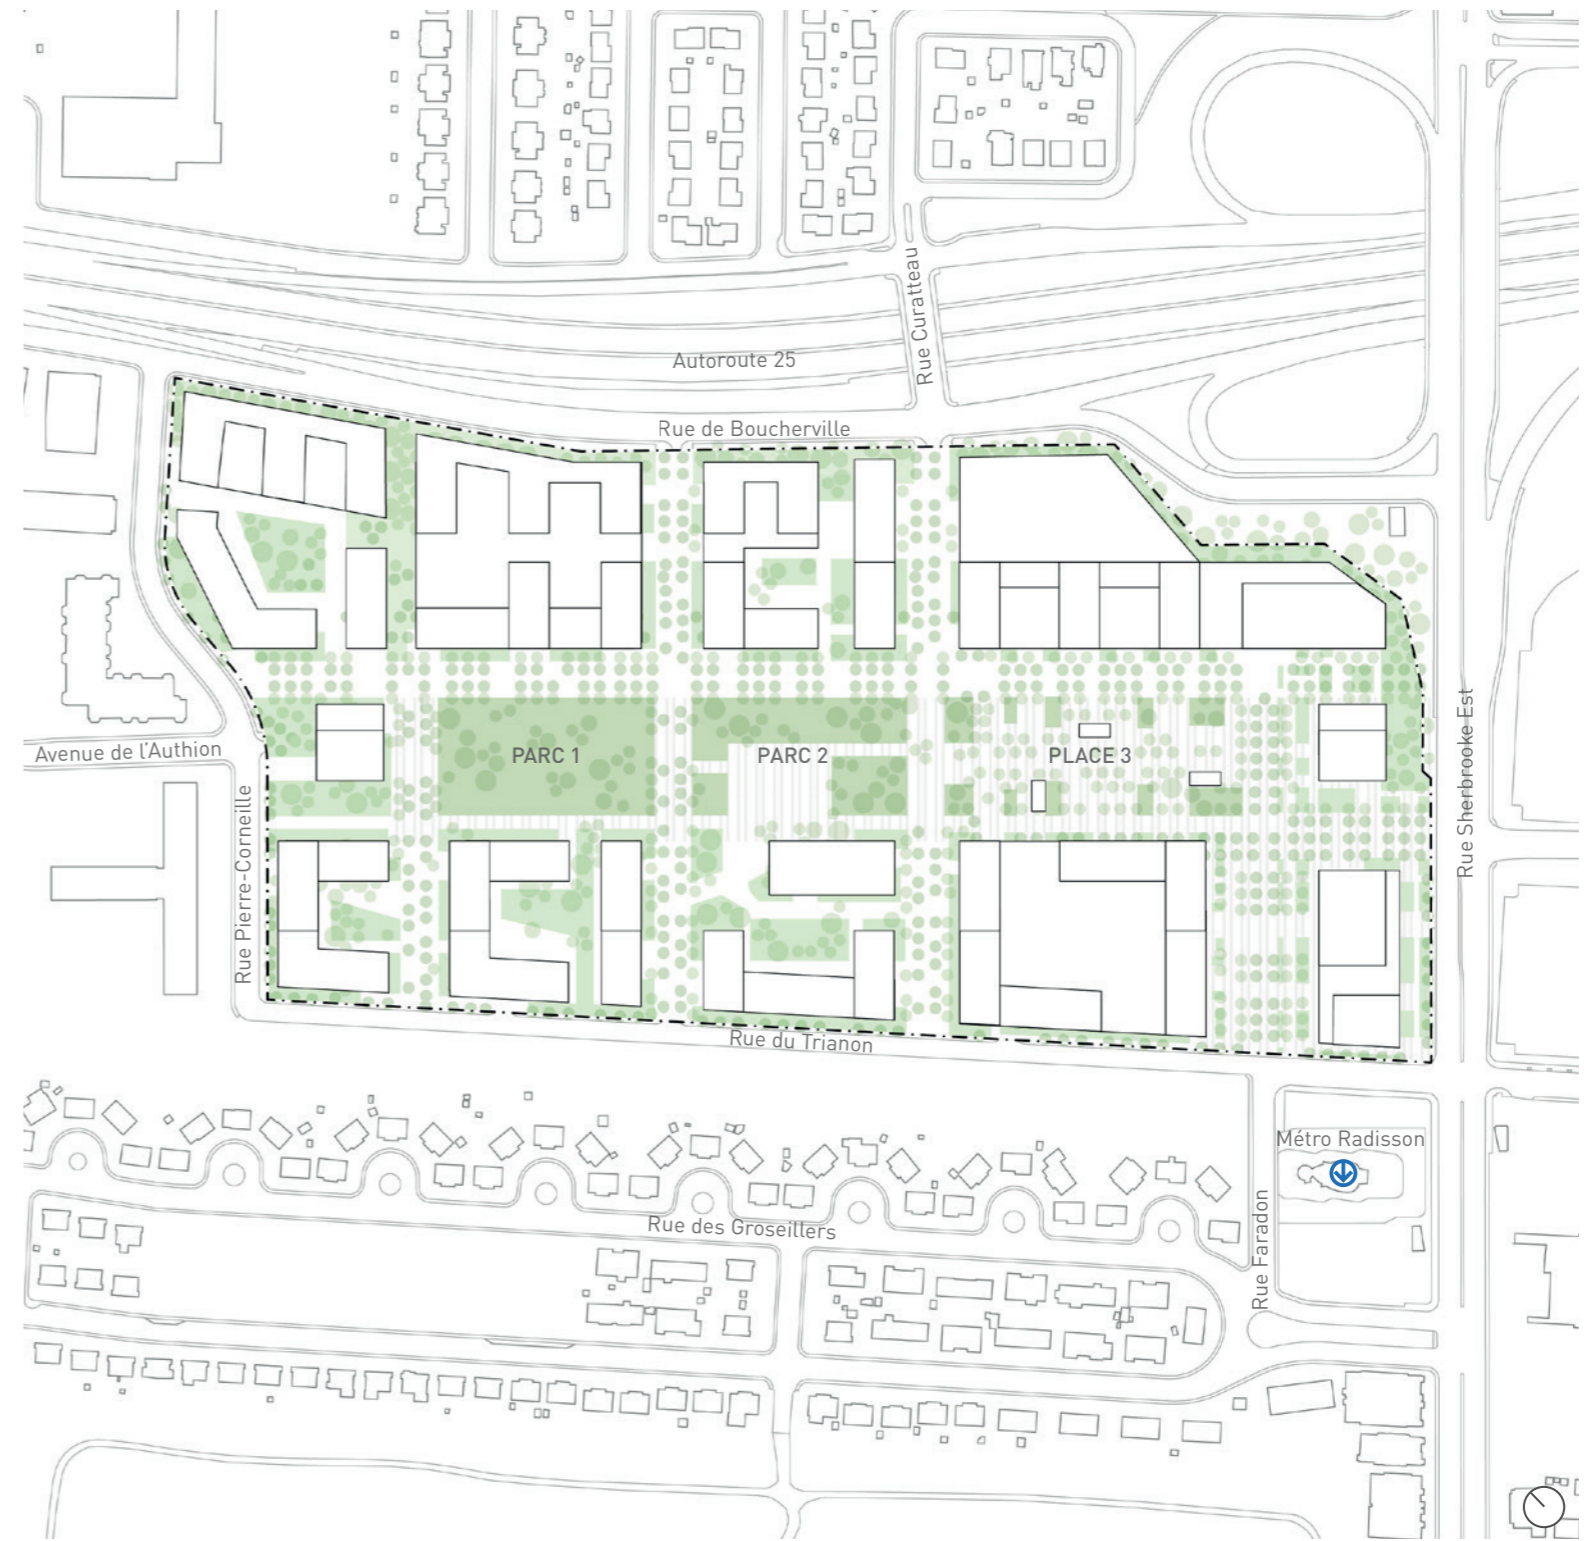 Rue Curatteau
Autoroute 25
Rue de Boucherville
Avenue de l'Authion
PARC 1
PARC 2
PLACE 3
Rue Sherbrooke Est
Rue Pierre-Corneille
Rue du Trianon
Métro Radisson
Rue des Groseillers
Rue Faradon